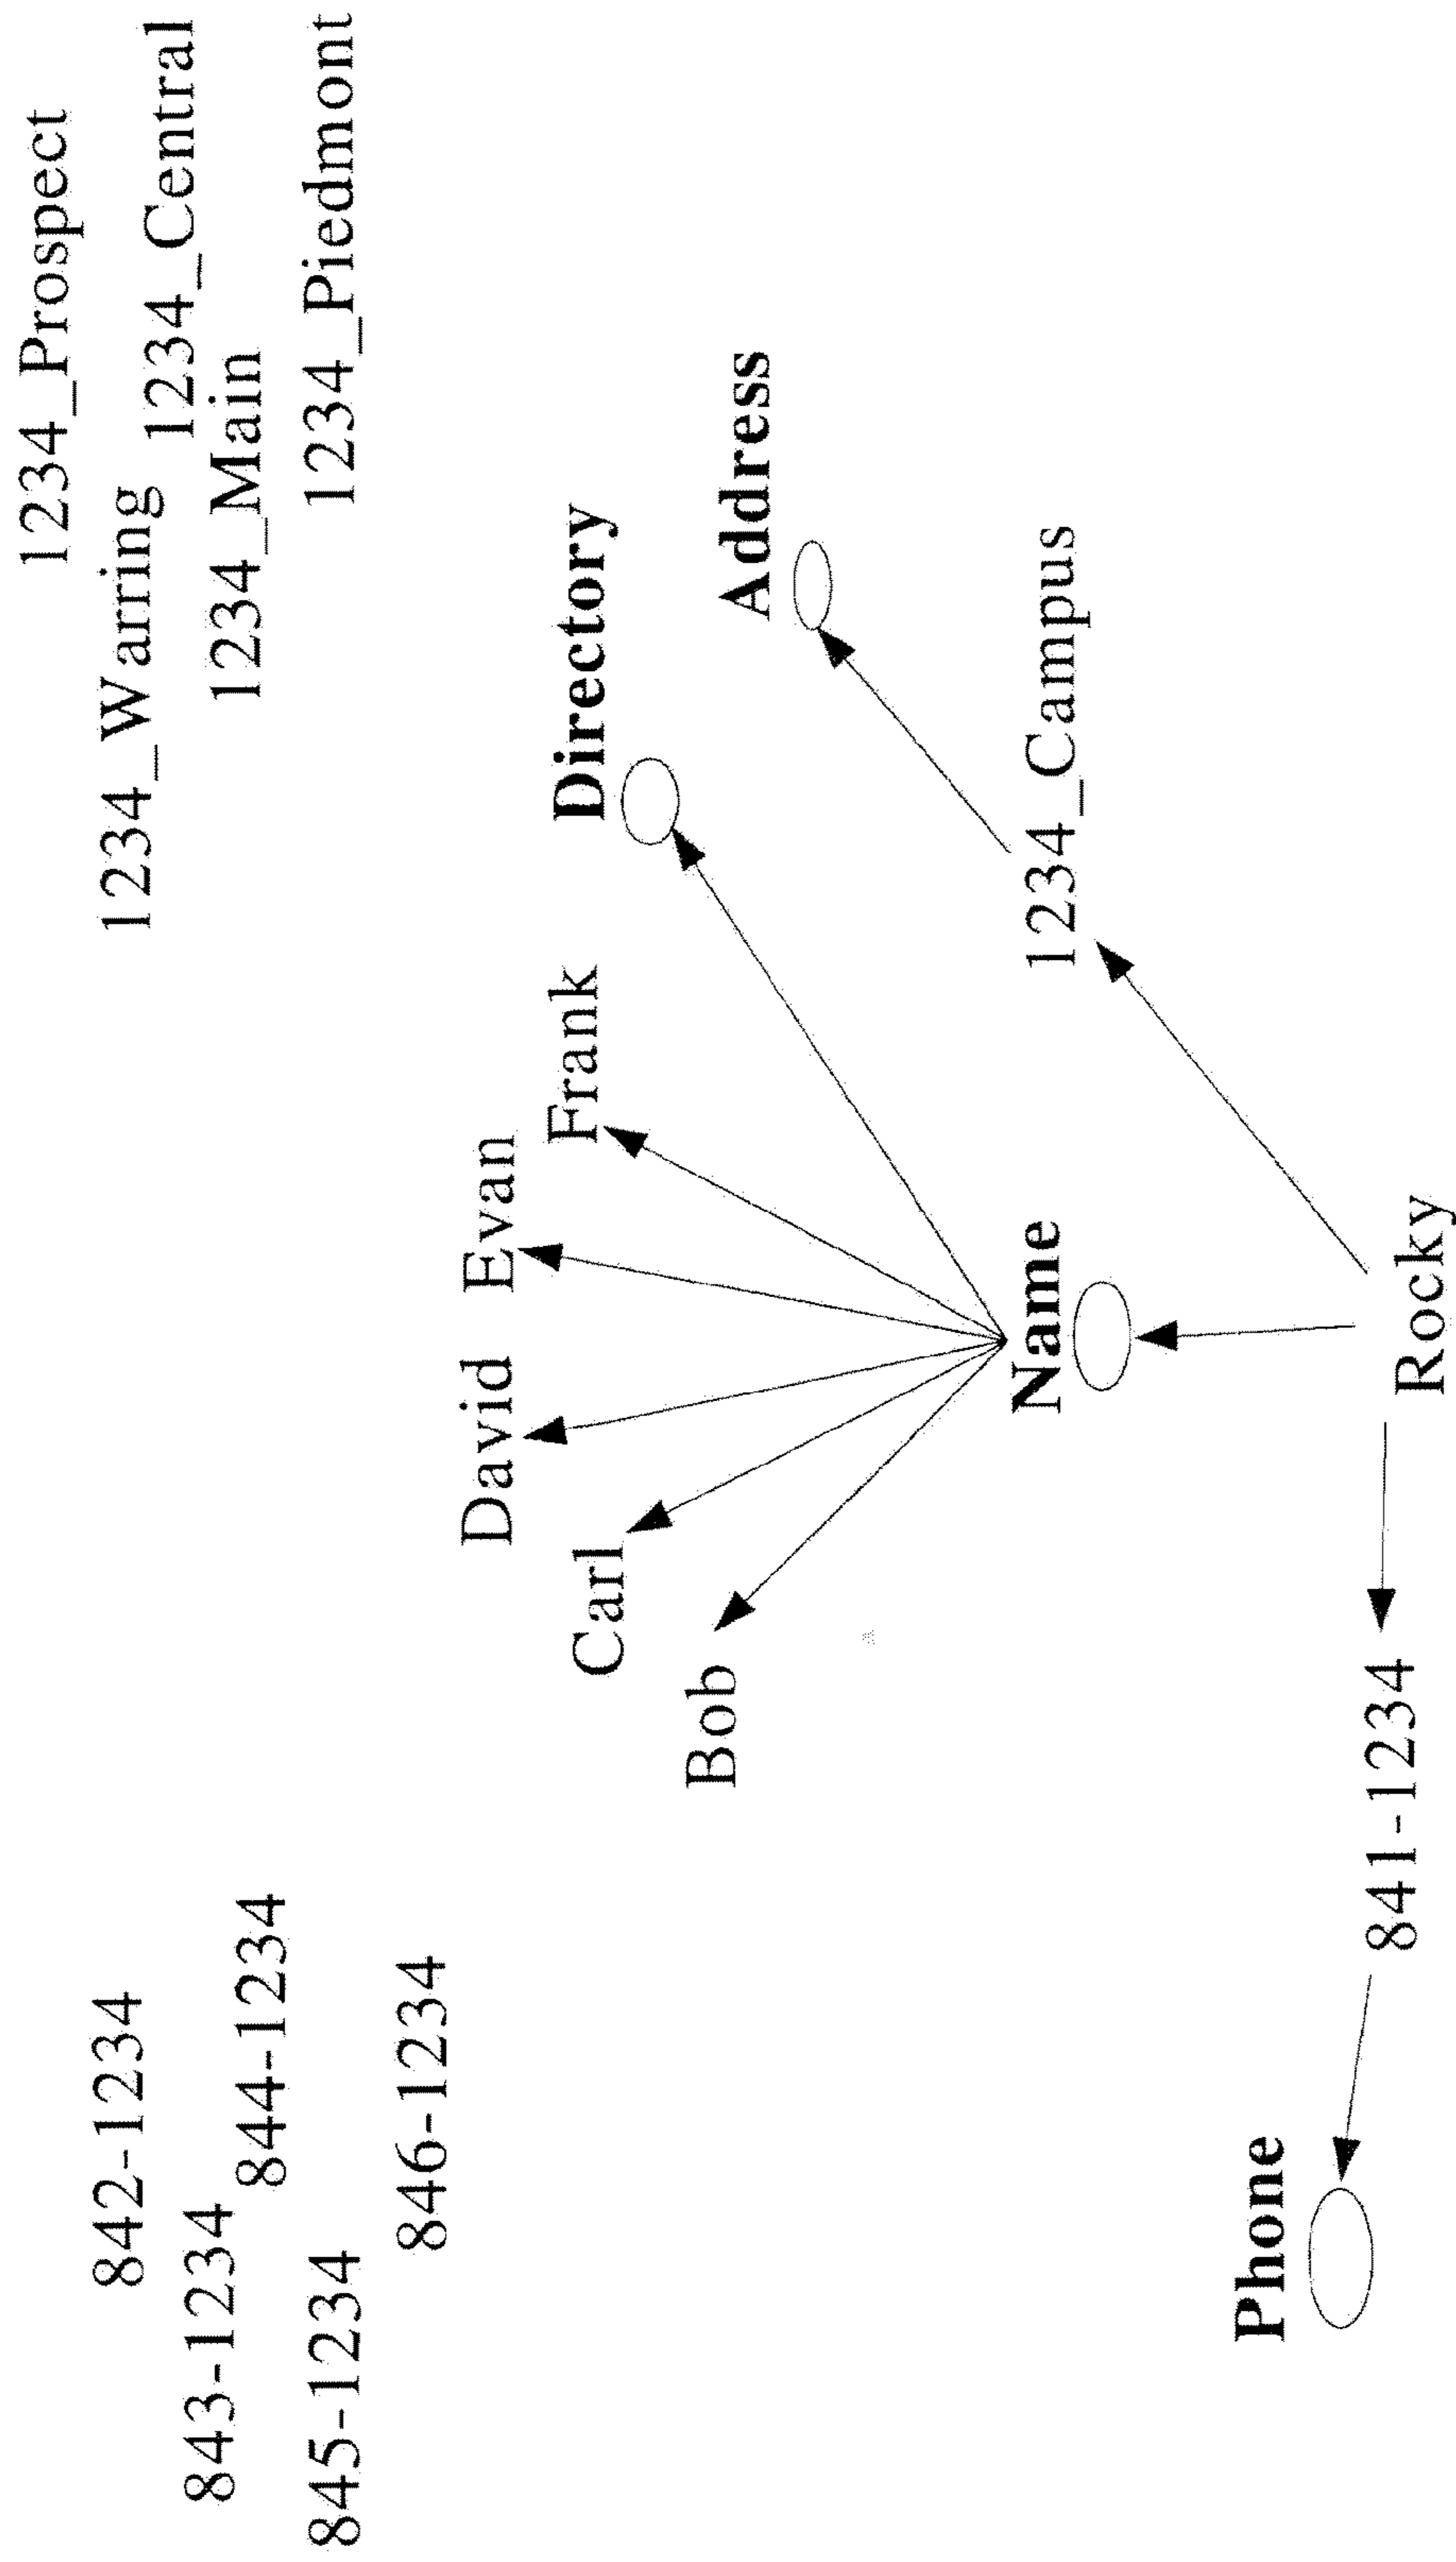 1234_Prospect
842-1234
1234_Warring
1234_Central
843-1234
1234_Main
844-1234
1234_Piedmont
845-1234
846-1234
David
Evan
Frank
Directory
Carl
Bob
Address
Name
1234_Campus
Phone
841-1234
Rocky